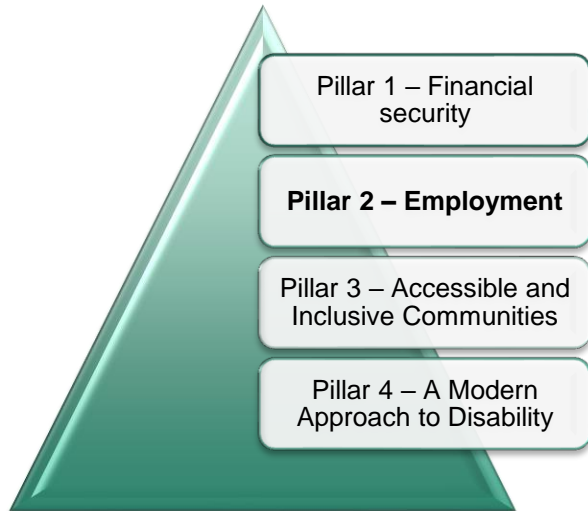 Pillar 1 – Financial
security
Pillar 2 – Employment
Pillar 3 – Accessible and
Inclusive Communities
Pillar 4 – A Modern
Approach to Disability